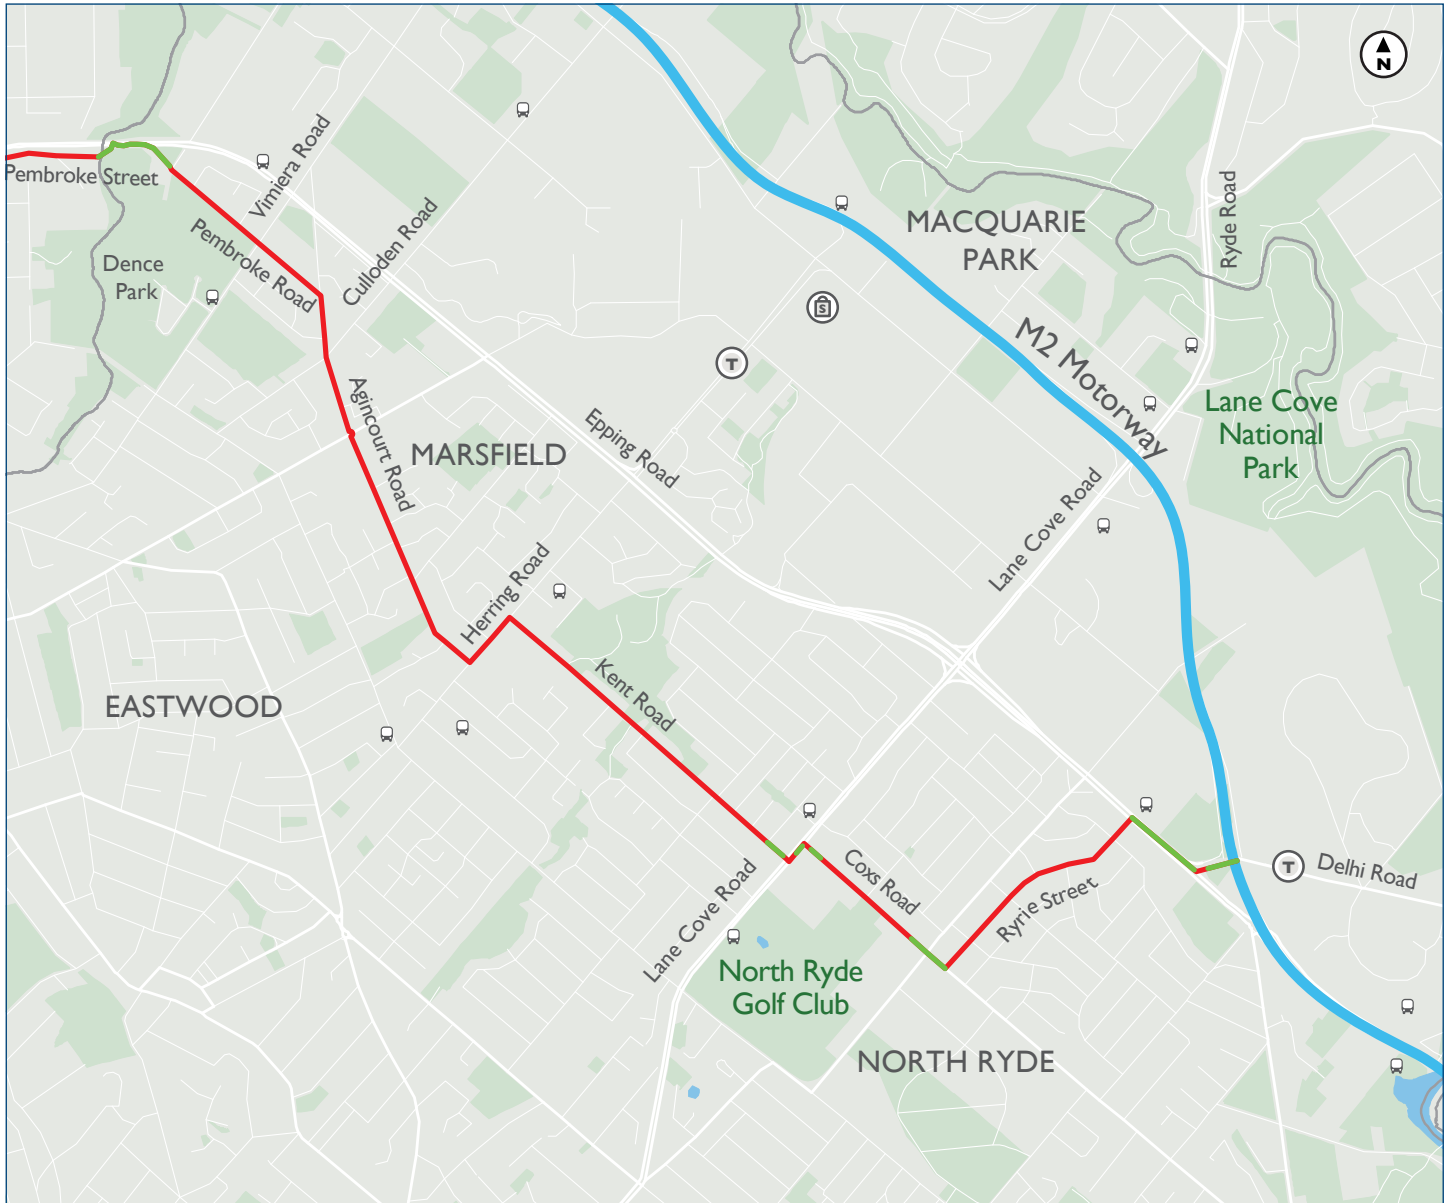 N
Pembroke Street
Vimiera Road
Culloden Road
Pembroke Road
Dence
Park
MACQUARIE
PARK
Ryde Road
S
T
M2 Motorway
Lane Cove
National
Park
Agincourt Road
MARSFIELD
Epping Road
Lane Cove Road
Herring Road
Kent Road
EASTWOOD
Lane Cove Road
Coxs Road
Ryrie Street
T
Delhi Road
North Ryde
Golf Club
NORTH RYDE